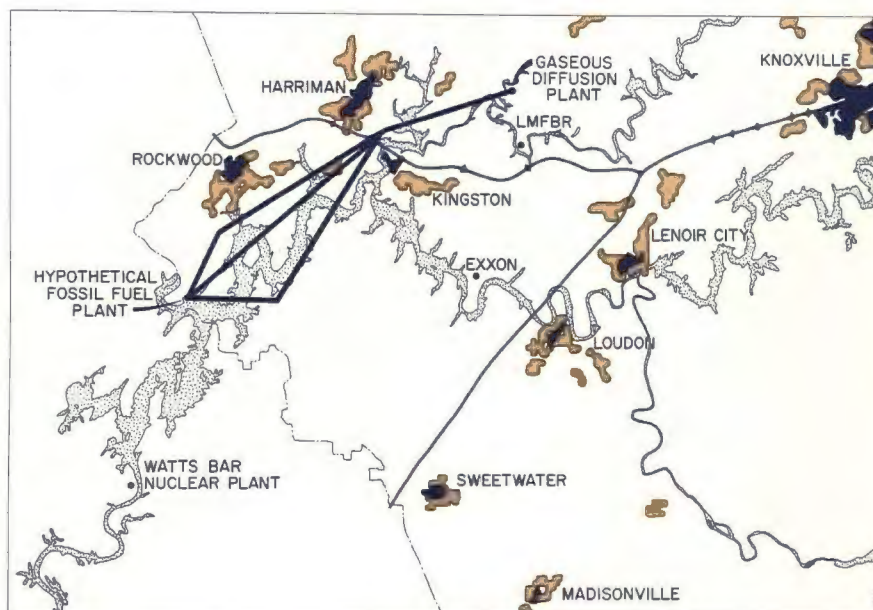 GASEOUS
DIFFUSION
PLANT
KNOXVILLE
HARRIMAN
LMFBR
ROCKWOOD
KINGSTON
LENOIR CITY
HYPOTHETICAL
FOSSIL FUEL
PLANT
EXXON
LOUDON
WATTS BAR
NUCLEAR PLANT
SWEETWATER
MADISONVILLE